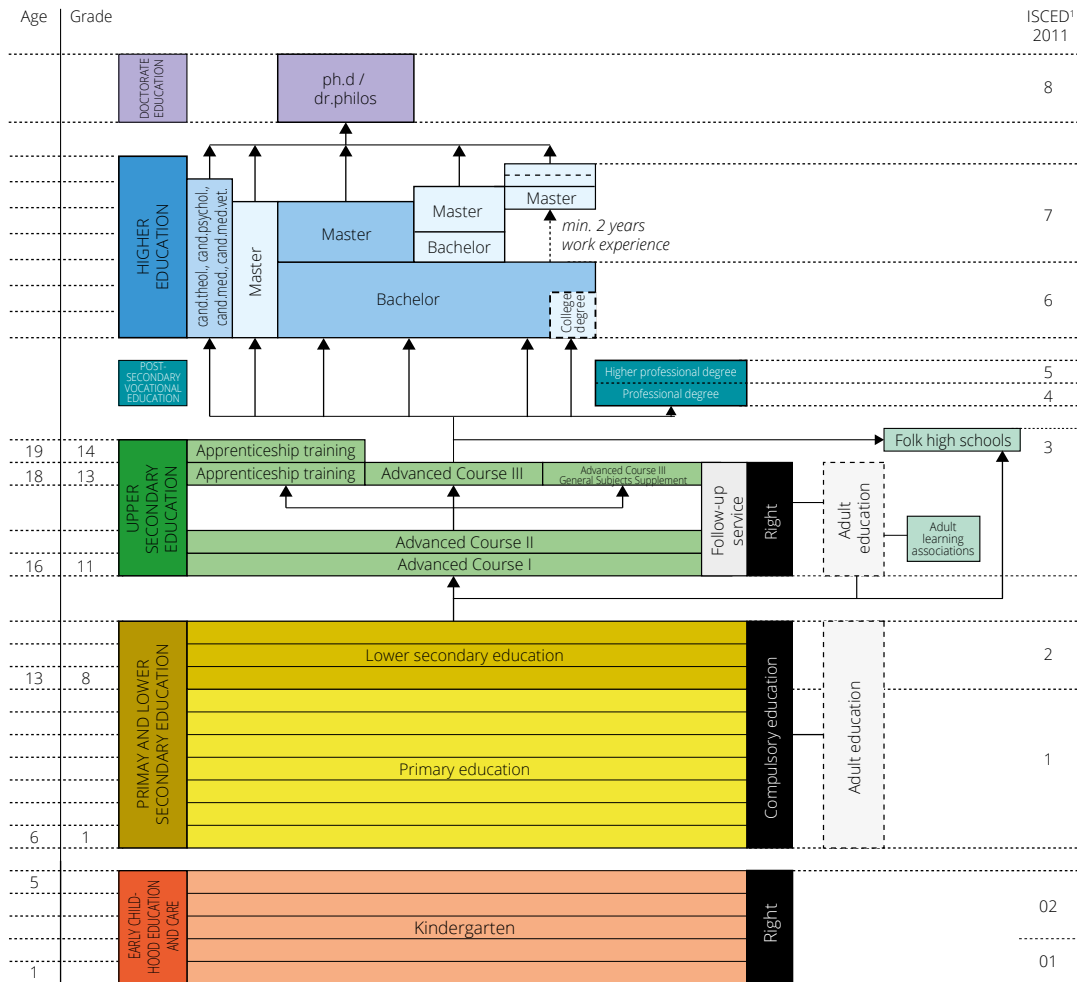 Age
Grade
ISCED¹
2011
DOCTORATE
EDUCATION
ph.d /
dr.philos
8
HIGHER
EDUCATION
cand.theol., cand.psychol.,
cand.med., cand.med.vet.
Master
Master
Master
Bachelor
Master
min. 2 years
work experience
7
Bachelor
College
degree
6
POST-
SECONDARY
VOCATIONAL
EDUCATION
Higher professional degree
5
Professional degree
4
19
14
UPPER
SECONDARY
EDUCATION
Apprenticeship training
Folk high schools
3
18
13
Apprenticeship training
Advanced Course III
Advanced Course III
General Subjects Supplement
Follow-up
service
Right
Adult
education
Adult
learning
associations
Advanced Course II
16
11
Advanced Course I
PRIMAY AND LOWER
SECONDARY EDUCATION
Lower secondary education
Compulsory education
Adult education
2
13
8
Primary education
1
6
1
5
EARLY CHILD-
HOOD EDUCATION
AND CARE
Kindergarten
Right
02
01
1